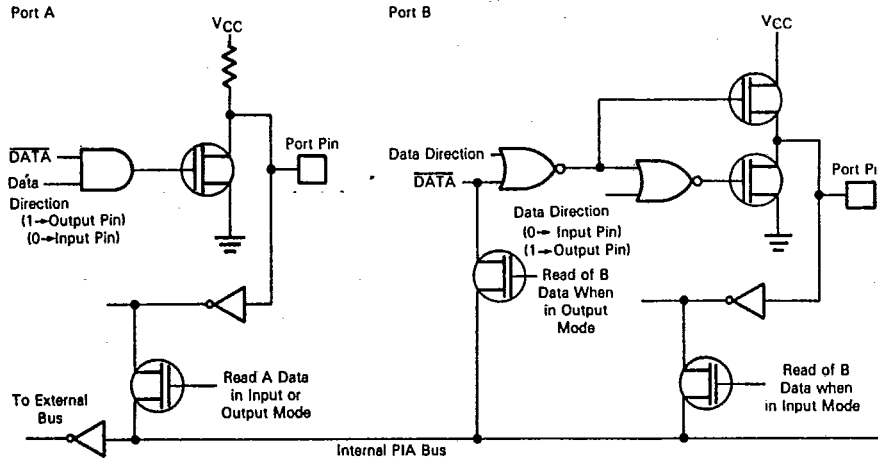 Port A
VCC
DATA
Data
Direction
(1→Output Pin)
(0→Input Pin)
Port Pin
Read A Data
in Input or
Output Mode
To External
Bus
Internal PIA Bus
Port B
VCC
Data Direction
DATA
Data Direction
(0→ Input Pin)
(1→Output Pin)
Port Pi
Read of B
Data When
in Output
Mode
Read of B
Data when
in Input Mode